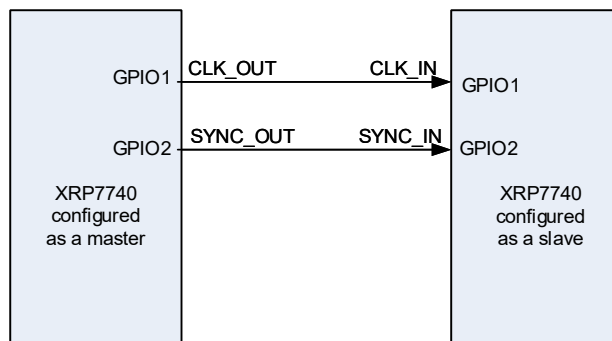 GPIO1 CLK_OUT CLK_IN GPIO1
GPIO2 SYNC_OUT SYNC_IN GPIO2
XRP7740
configured
as a master
XRP7740
configured
as a slave